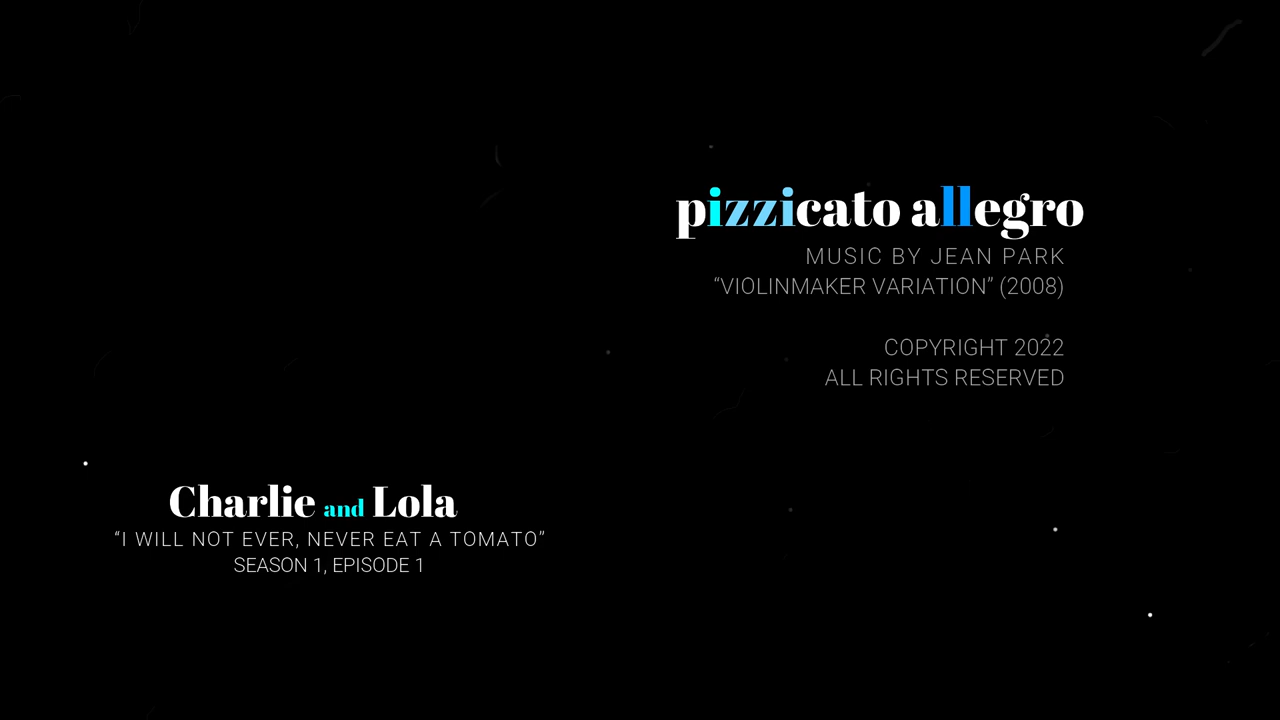 pizzicato allegro
MUSIC BY JEAN PARK
“VIOLINMAKER VARIATION” (2008)
COPYRIGHT 2022
ALL RIGHTS RESERVED
Charlie and Lola
“I WILL NOT EVER, NEVER EAT A TOMATO”
SEASON 1, EPISODE 1